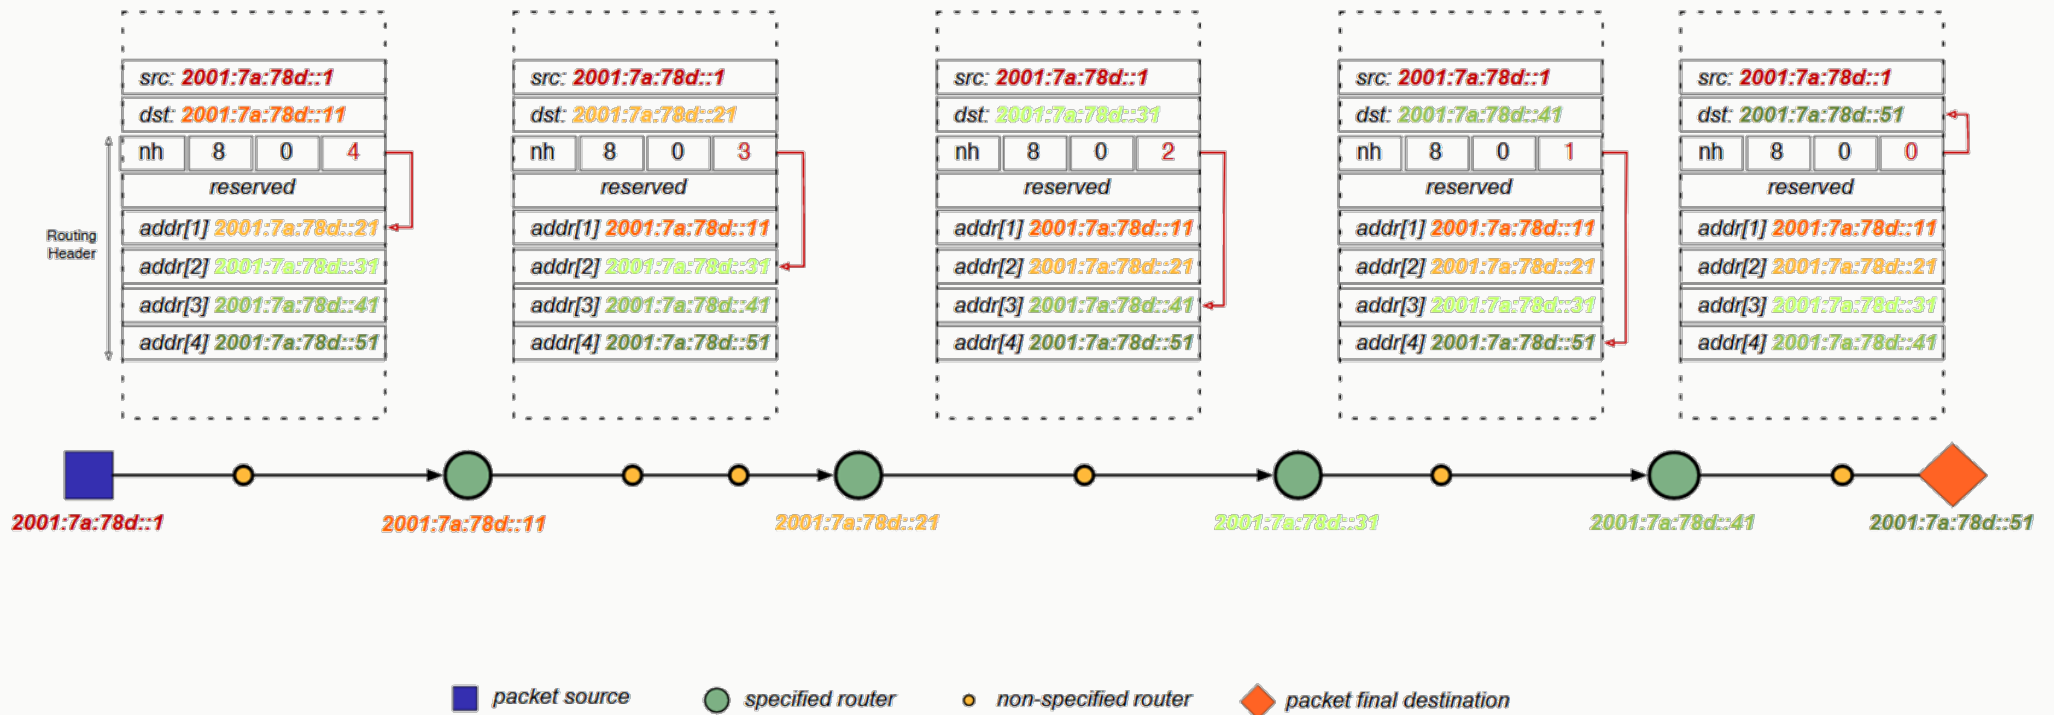 src: 2001:7a:78d::1
dst: 2001:7a:78d::11
nh 8 0 4
reserved
addr[1] 2001:7a:78d::21
addr[2] 2001:7a:78d::31
addr[3] 2001:7a:78d::41
addr[4] 2001:7a:78d::51
Routing
Header
src: 2001:7a:78d::1
dst: 2001:7a:78d::21
nh 8 0 3
reserved
addr[1] 2001:7a:78d::11
addr[2] 2001:7a:78d::31
addr[3] 2001:7a:78d::41
addr[4] 2001:7a:78d::51
src: 2001:7a:78d::1
dst: 2001:7a:78d::31
nh 8 0 2
reserved
addr[1] 2001:7a:78d::11
addr[2] 2001:7a:78d::21
addr[3] 2001:7a:78d::41
addr[4] 2001:7a:78d::51
src: 2001:7a:78d::1
dst: 2001:7a:78d::41
nh 8 0 1
reserved
addr[1] 2001:7a:78d::11
addr[2] 2001:7a:78d::21
addr[3] 2001:7a:78d::31
addr[4] 2001:7a:78d::51
src: 2001:7a:78d::1
dst: 2001:7a:78d::51
nh 8 0 0
reserved
addr[1] 2001:7a:78d::11
addr[2] 2001:7a:78d::21
addr[3] 2001:7a:78d::31
addr[4] 2001:7a:78d::41
2001:7a:78d::1
2001:7a:78d::11
2001:7a:78d::21
2001:7a:78d::31
2001:7a:78d::41
2001:7a:78d::51
packet source
specified router
non-specified router
packet final destination